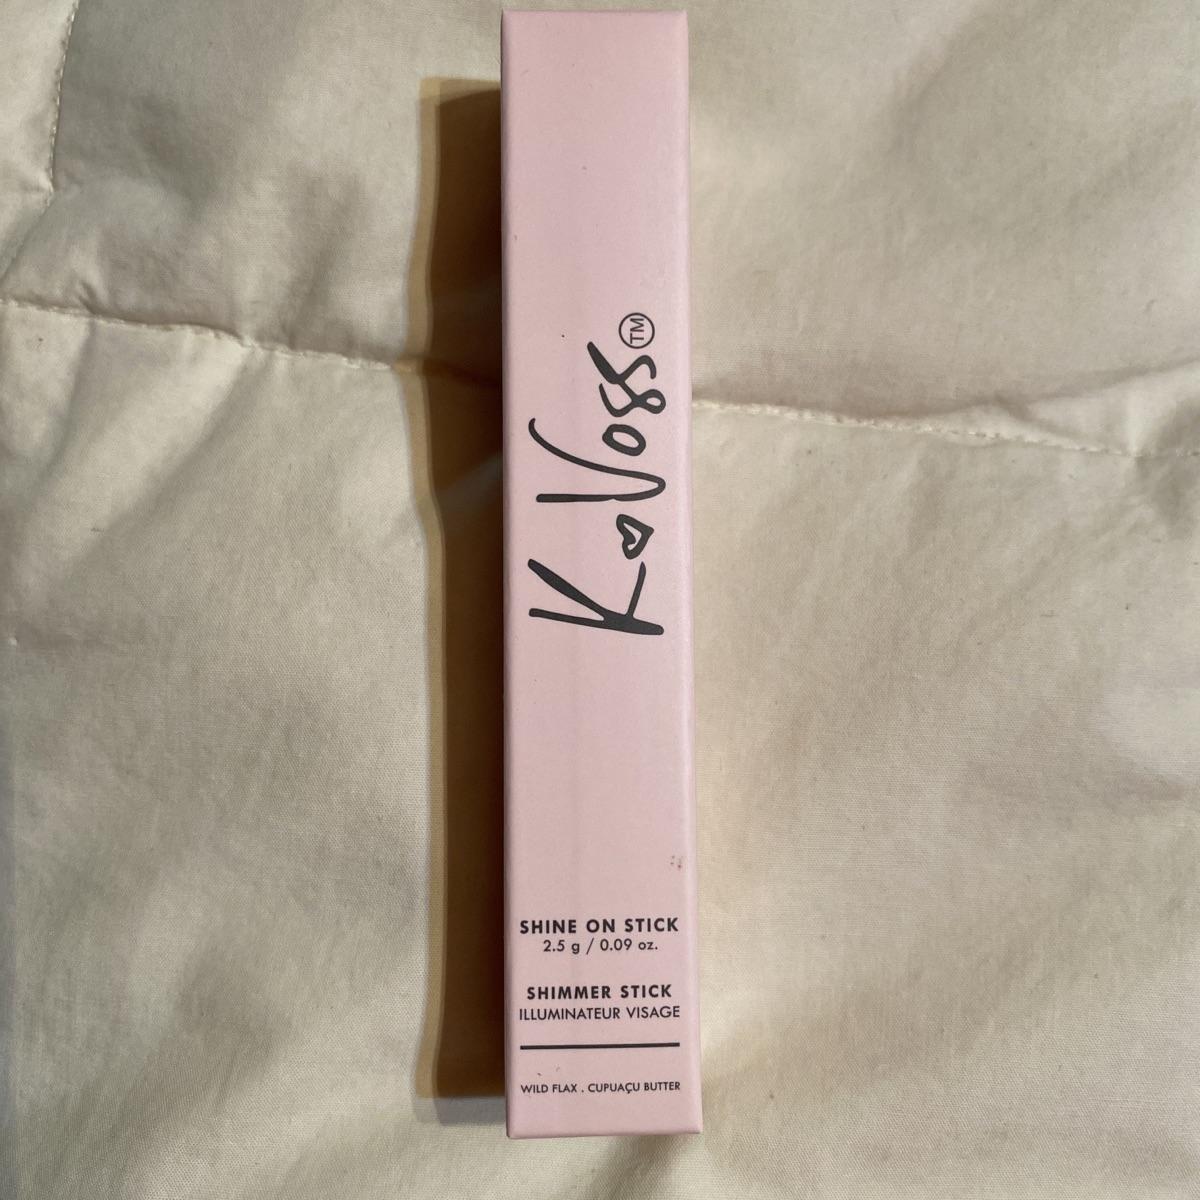 KaVoss™
SHINE ON STICK
2.5 g / 0.09 oz.
SHIMMER STICK
ILLUMINATEUR VISAGE
WILD FLAX . CUPUAÇU BUTTER